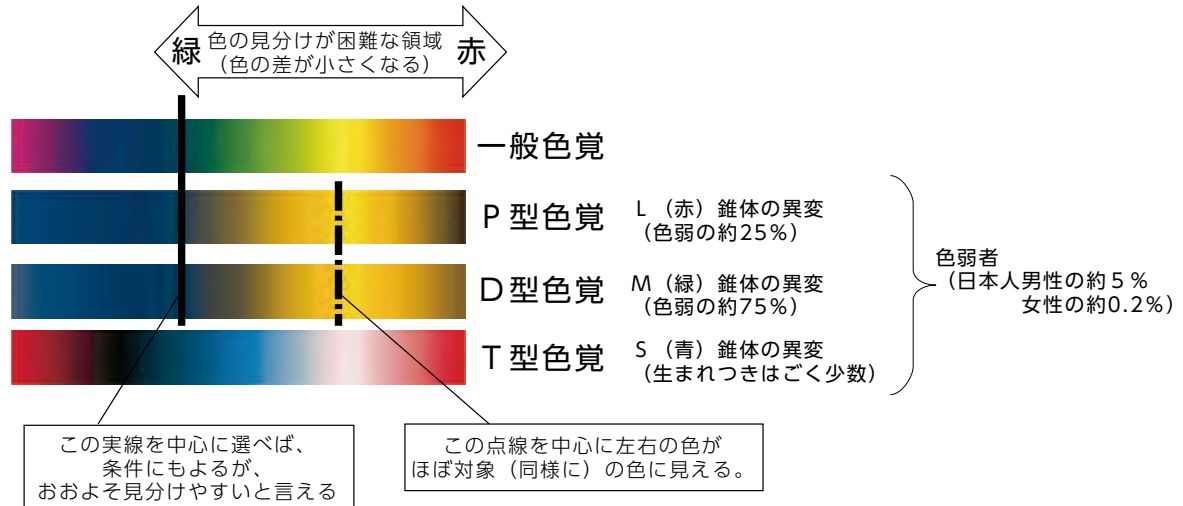 緑
色の見分けが困難な領域
（色の差が小さくなる）
赤
一般色覚
P型色覚
L（赤）錐体の異変
（色弱の約25%）
D型色覚
M（緑）錐体の異変
（色弱の約75%）
T型色覚
S（青）錐体の異変
（生まれつきはごく少数）
色弱者
（日本人男性の約５%
女性の約0.2%）
この実線を中心に選べば、
条件にもよるが、
おおよそ見分けやすいと言える
この点線を中心に左右の色が
ほぼ対象（同様に）の色に見える。